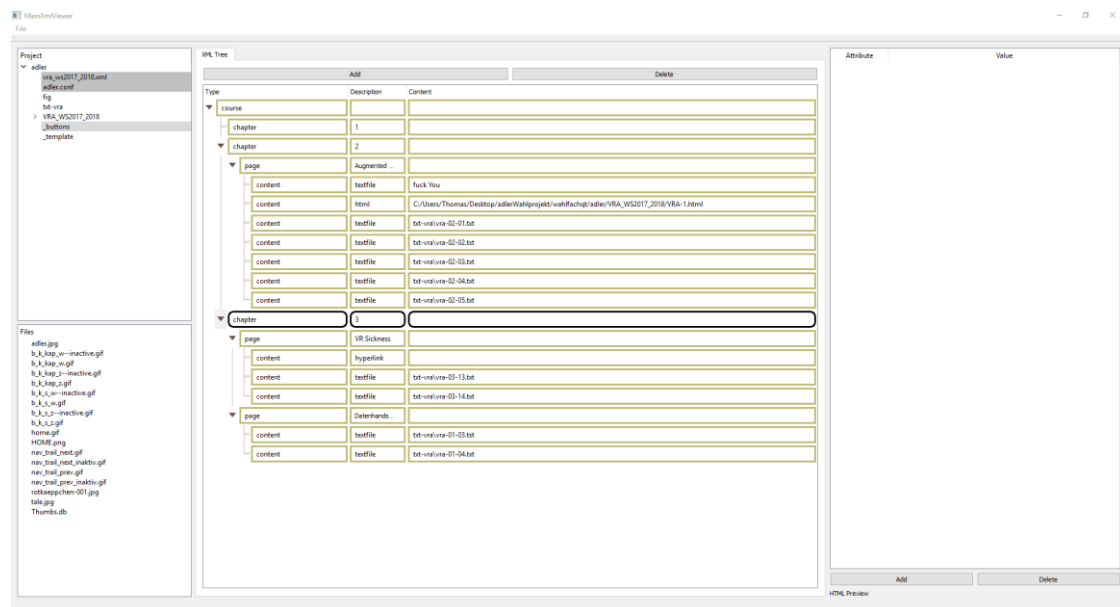 MainXmlViewer
File
Project
adler
vra_ws2017_2018.xml
adler.conf
fig
txt-vra
VRA_WS2017_2018
_buttons
_template
Files
adler.jpg
b_k_kap_w--inactive.gif
b_k_kap_w.gif
b_k_kap_z--inactive.gif
b_k_kap_z.gif
b_k_s_w--inactive.gif
b_k_s_w.gif
b_k_s_z--inactive.gif
b_k_s_z.gif
home.gif
HOME.png
nav_trail_next.gif
nav_trail_next_inaktiv.gif
nav_trail_prev.gif
nav_trail_prev_inaktiv.gif
rotkaeppchen-001.jpg
tale.jpg
Thumbs.db
XML Tree
Add Delete
Type Description Content
course
chapter 1
chapter 2
page Augmented ...
content textfile fuck You
content html C:/Users/Thomas/Desktop/adlerWahlprojekt/wahlfachqt/adler/VRA_WS2017_2018/VRA-1.html
content textfile txt-vra\vra-02-01.txt
content textfile txt-vra\vra-02-02.txt
content textfile txt-vra\vra-02-03.txt
content textfile txt-vra\vra-02-04.txt
content textfile txt-vra\vra-02-05.txt
chapter 3
page VR Sickness
content hyperlink
content textfile txt-vra\vra-03-13.txt
content textfile txt-vra\vra-03-14.txt
page Datenhands...
content textfile txt-vra\vra-01-03.txt
content textfile txt-vra\vra-01-04.txt
Attribute Value
Add Delete
HTML Preview